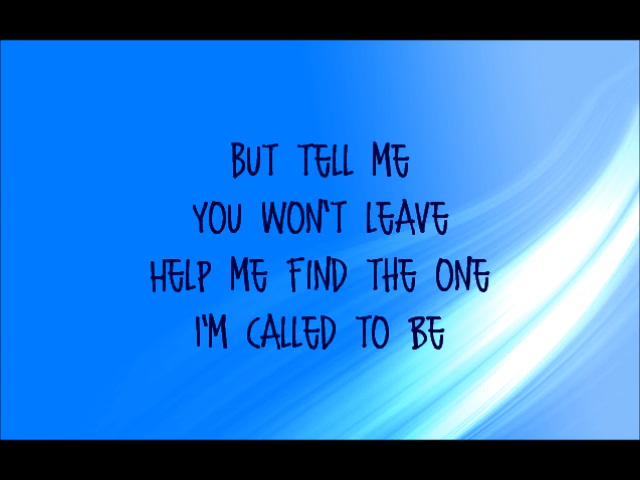 BUT TELL ME
YOU WON'T LEAVE
HELP ME FIND THE ONE
I'M CALLED TO BE